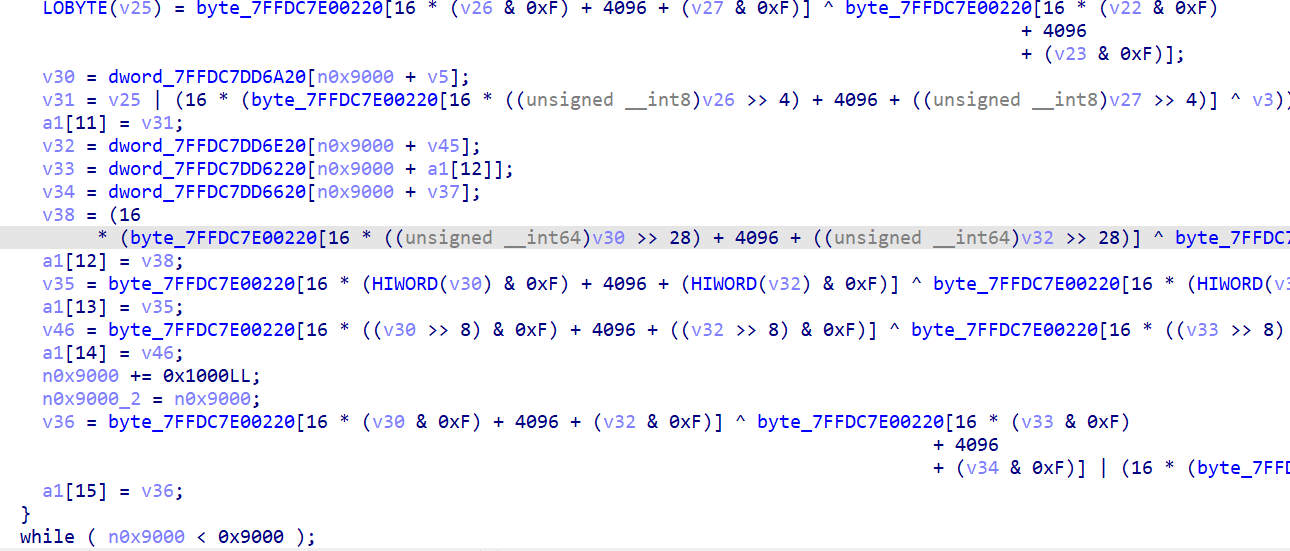 LOBYTE(v25) = byte_7FFDC7E00220[16 * (v26 & 0xF) + 4096 + (v27 & 0xF)] ^ byte_7FFDC7E00220[16 * (v22 & 0xF)
+ 4096
+ (v23 & 0xF)];
v30 = dword_7FFDC7DD6A20[n0x9000 + v5];
v31 = v25 | (16 * (byte_7FFDC7E00220[16 * ((unsigned __int8)v26 >> 4) + 4096 + ((unsigned __int8)v27 >> 4)] ^ v3))
a1[11] = v31;
v32 = dword_7FFDC7DD6E20[n0x9000 + v45];
v33 = dword_7FFDC7DD6220[n0x9000 + a1[12]];
v34 = dword_7FFDC7DD6620[n0x9000 + v37];
v38 = (16
* (byte_7FFDC7E00220[16 * ((unsigned __int64)v30 >> 28) + 4096 + ((unsigned __int64)v32 >> 28)] ^ byte_7FFDC7
a1[12] = v38;
v35 = byte_7FFDC7E00220[16 * (HIWORD(v30) & 0xF) + 4096 + (HIWORD(v32) & 0xF)] ^ byte_7FFDC7E00220[16 * (HIWORD(v3
a1[13] = v35;
v46 = byte_7FFDC7E00220[16 * ((v30 >> 8) & 0xF) + 4096 + ((v32 >> 8) & 0xF)] ^ byte_7FFDC7E00220[16 * ((v33 >> 8)
a1[14] = v46;
n0x9000 += 0x1000LL;
n0x9000_2 = n0x9000;
v36 = byte_7FFDC7E00220[16 * (v30 & 0xF) + 4096 + (v32 & 0xF)] ^ byte_7FFDC7E00220[16 * (v33 & 0xF)
+ 4096
+ (v34 & 0xF)] | (16 * (byte_7FFD
a1[15] = v36;
}
while ( n0x9000 < 0x9000 );